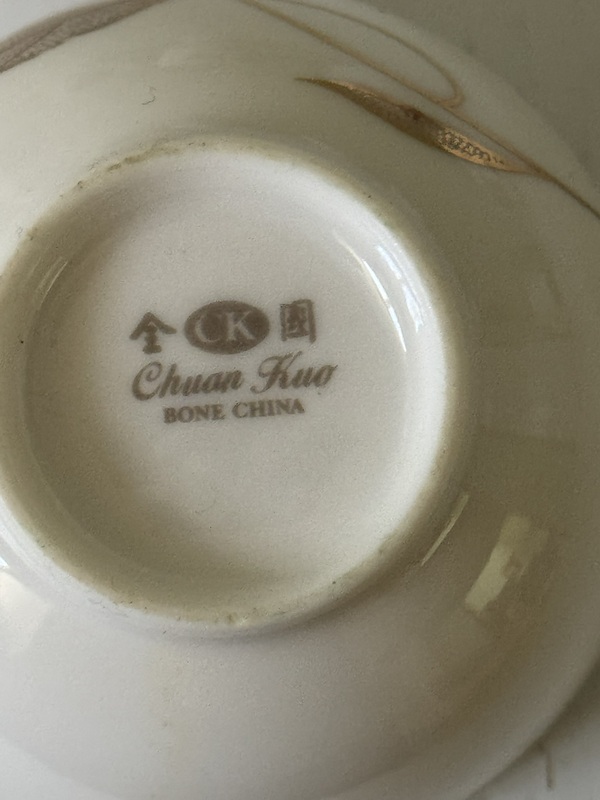 全 CK 國
Chuan Kuo
BONE CHINA